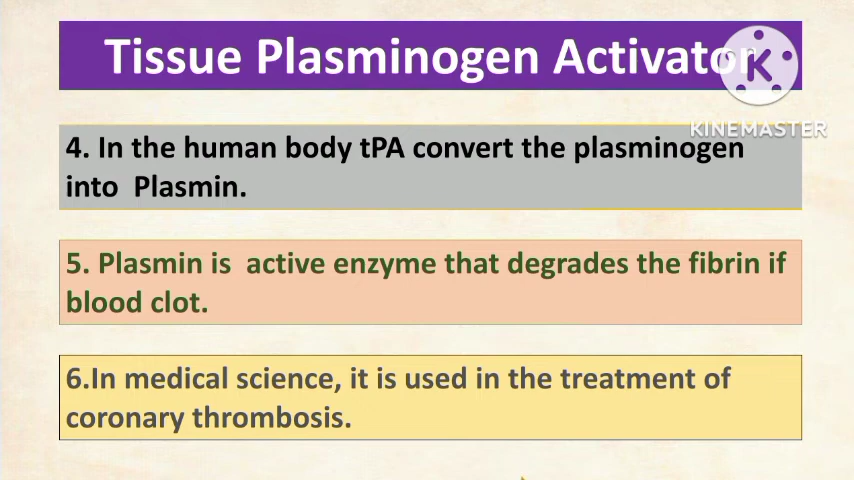 Tissue Plasminogen Activator
K
KINEMASTER
4. In the human body tPA convert the plasminogen
into Plasmin.
5. Plasmin is active enzyme that degrades the fibrin if
blood clot.
6.In medical science, it is used in the treatment of
coronary thrombosis.